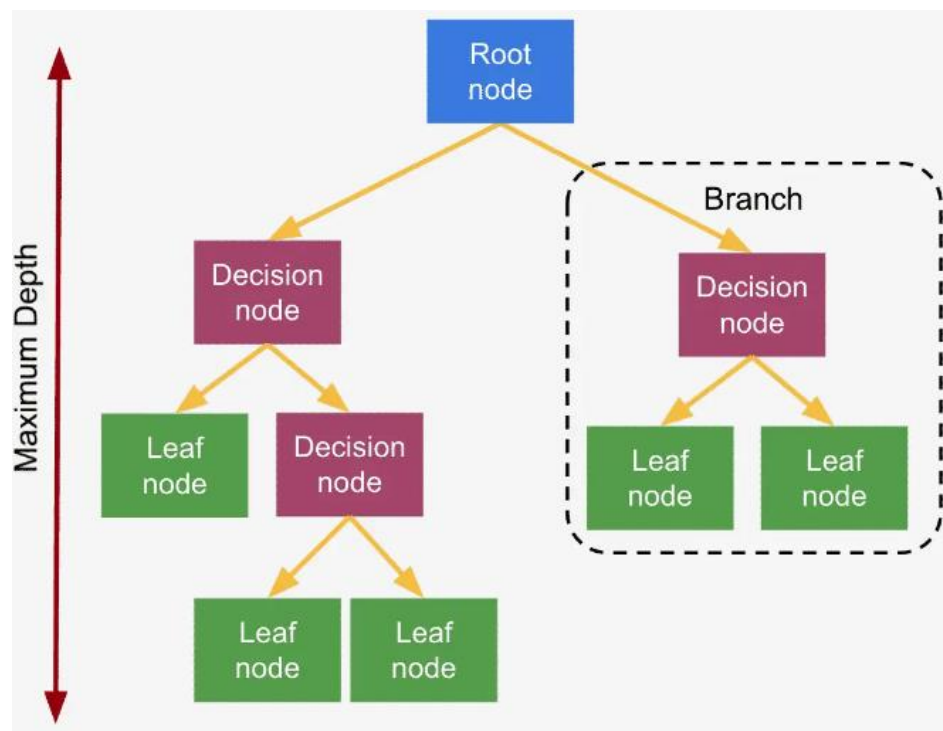 Root
node
Branch
Decision
node
Decision
node
Maximum Depth
Leaf
node
Decision
node
Leaf
node
Leaf
node
Leaf
node
Leaf
node